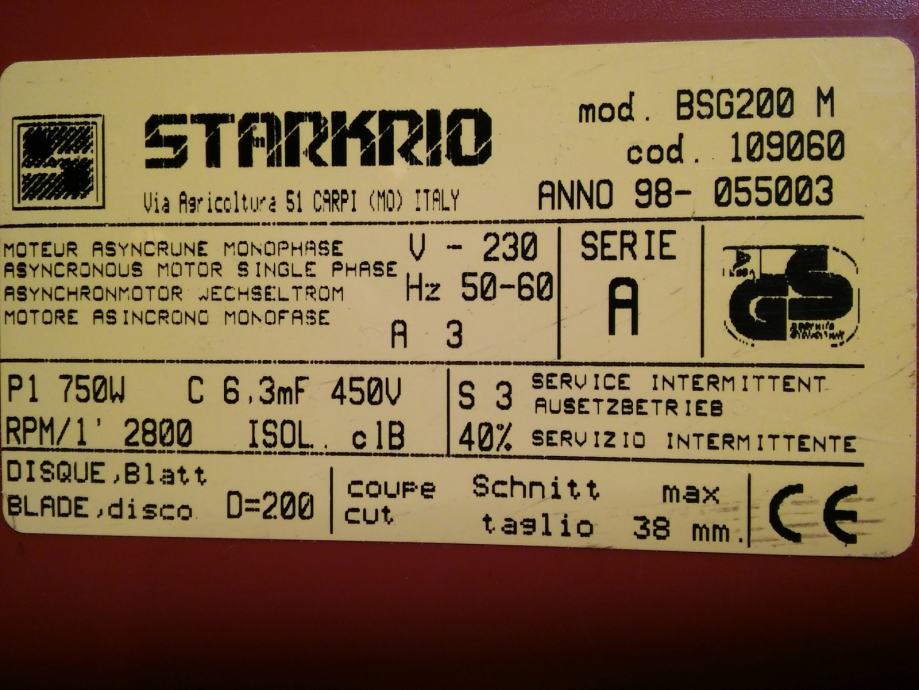 STARKRIO
Via Agricoltura 51 CARPI (MO) ITALY
mod. BSG200 M
cod. 109060
ANNO 98- 055003
MOTEUR ASYNCRUNE MONOPHASE
ASYNCRONOUS MOTOR SINGLE PHASE
ASYNCHRONMOTOR WECHSELTROM
MOTORE ASINCRONO MONOFASE
V - 230
Hz 50-60
A 3
SERIE
A
GS
P1 750W C 6,3mF 450V
RPM/1' 2800 ISOL. clB
S 3
40%
SERVICE INTERMITTENT
AUSETZBETRIEB
SERVIZIO INTERMITTENTE
DISQUE,Blatt
BLADE,disco D=200
coupe Schnitt max
cut taglio 38 mm.
CE